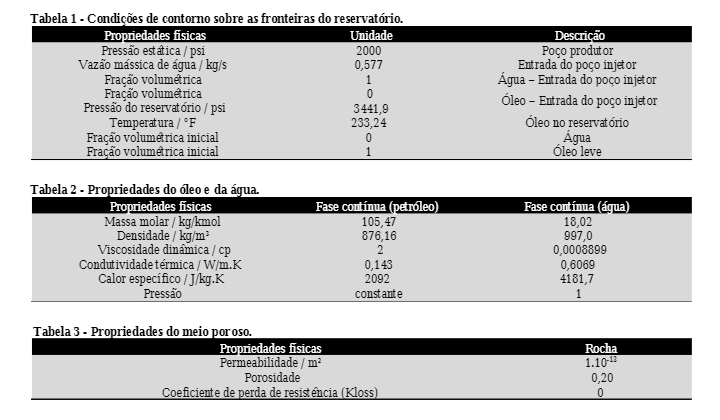 Tabela 1 - Condições de contorno sobre as fronteiras do reservatório.
Propriedades físicas Unidade Descrição
Pressão estática / psi 2000 Poço produtor
Vazão mássica de água / kg/s 0,577 Entrada do poço injetor
Fração volumétrica 1 Água – Entrada do poço injetor
Fração volumétrica 0 Óleo – Entrada do poço injetor
Pressão do reservatório / psi 3441,9
Temperatura / °F 233,24 Óleo no reservatório
Fração volumétrica inicial 0 Água
Fração volumétrica inicial 1 Óleo leve
Tabela 2 - Propriedades do óleo e da água.
Propriedades físicas Fase contínua (petróleo) Fase contínua (água)
Massa molar / kg/kmol 105,47 18,02
Densidade / kg/m³ 876,16 997,0
Viscosidade dinâmica / cp 2 0,0008899
Condutividade térmica / W/m.K 0,143 0,6069
Calor específico / J/kg.K 2092 4181,7
Pressão constante 1
Tabela 3 - Propriedades do meio poroso.
Propriedades físicas Rocha
Permeabilidade / m² 1.10⁻¹³
Porosidade 0,20
Coeficiente de perda de resistência (Kloss) 0